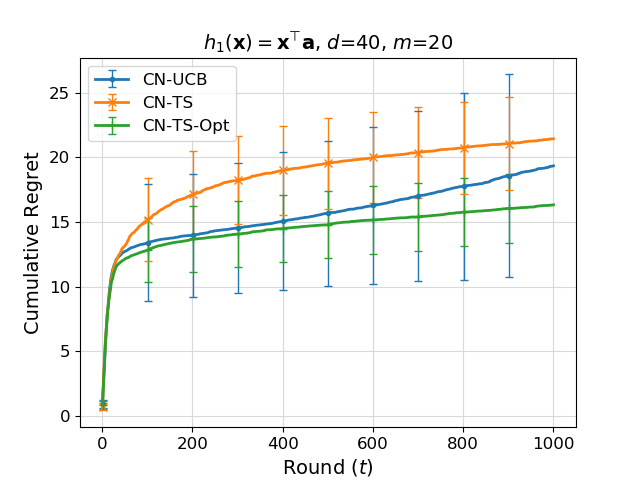 h₁(x) = x⊤a, d=40, m=20
CN-UCB
CN-TS
CN-TS-Opt
Cumulative Regret
25
20
15
10
5
0
0 200 400 600 800 1000
Round (t)